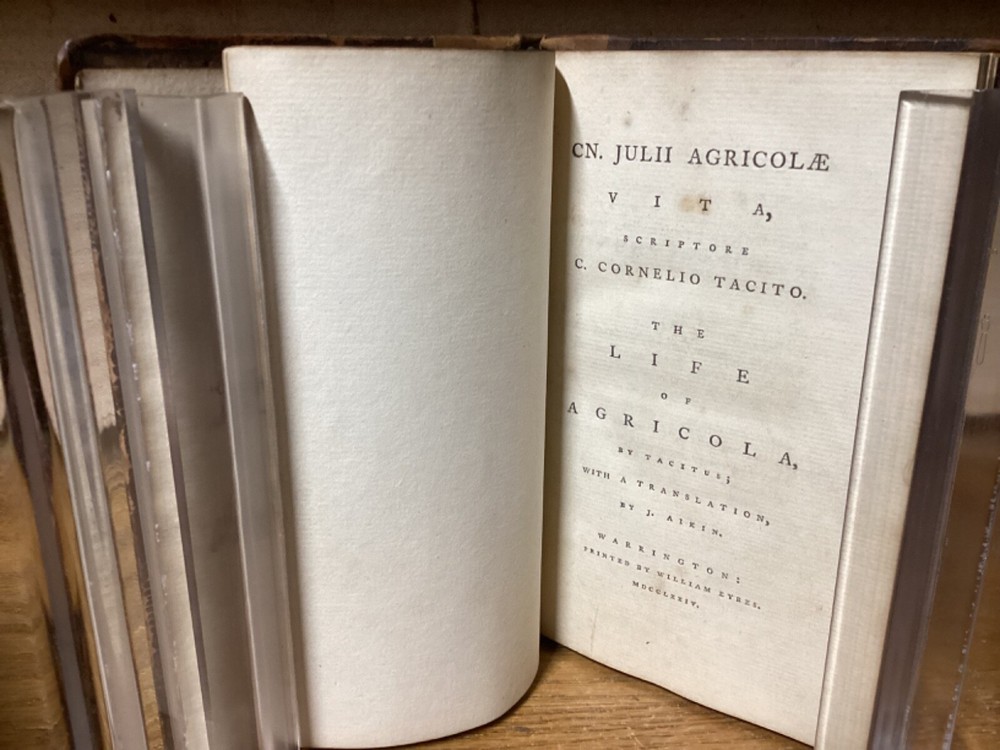 CN. JULII AGRICOLÆ
VITA,
SCRIPTORE
C. CORNELIO TACITO.
THE
LIFE
OF
AGRICOLA,
BY TACITUS;
WITH A TRANSLATION,
BY J. AIKIN.
WARRINGTON:
PRINTED BY WILLIAM EYRES.
MDCCLXXIV.